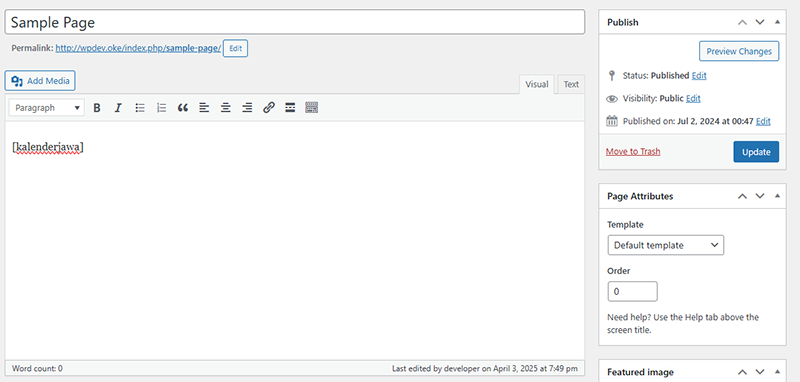 Sample Page
Permalink: http://wpdev.oke/index.php/sample-page/ Edit
Add Media
Visual Text
Paragraph
[kalenderjawa]
Word count: 0 Last edited by developer on April 3, 2025 at 7:49 pm
Publish
Preview Changes
Status: Published Edit
Visibility: Public Edit
Published on: Jul 2, 2024 at 00:47 Edit
Move to Trash Update
Page Attributes
Template
Default template
Order
0
Need help? Use the Help tab above the
screen title.
Featured image